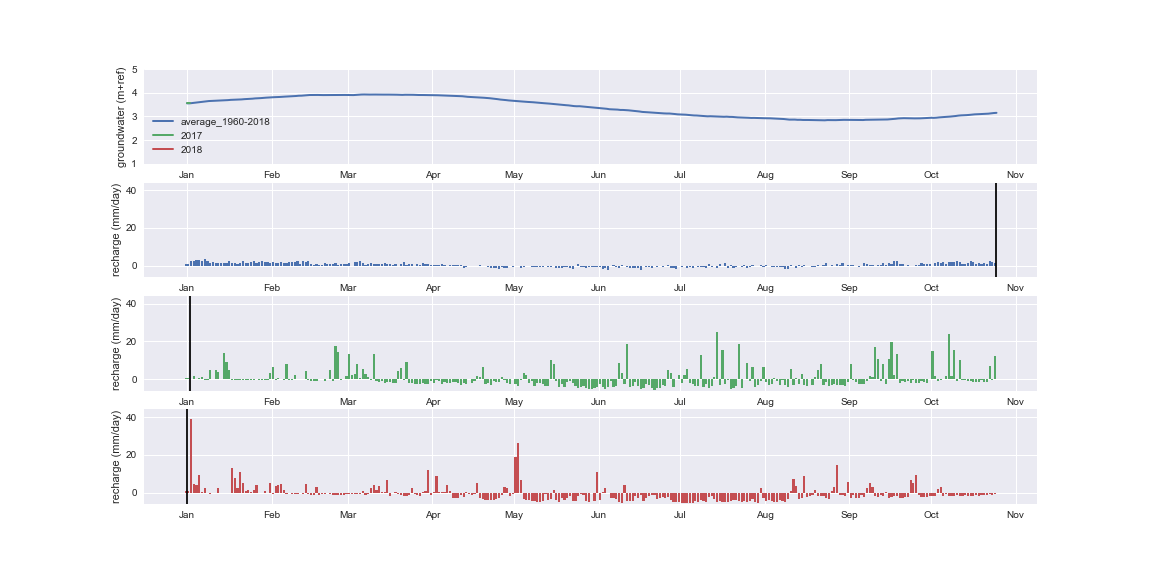 groundwater (m+ref)
5
4
3
2
1
average_1960-2018
2017
2018
Jan Feb Mar Apr May Jun Jul Aug Sep Oct Nov
recharge (mm/day)
40
20
0
Jan Feb Mar Apr May Jun Jul Aug Sep Oct Nov
recharge (mm/day)
40
20
0
Jan Feb Mar Apr May Jun Jul Aug Sep Oct Nov
recharge (mm/day)
40
20
0
Jan Feb Mar Apr May Jun Jul Aug Sep Oct Nov